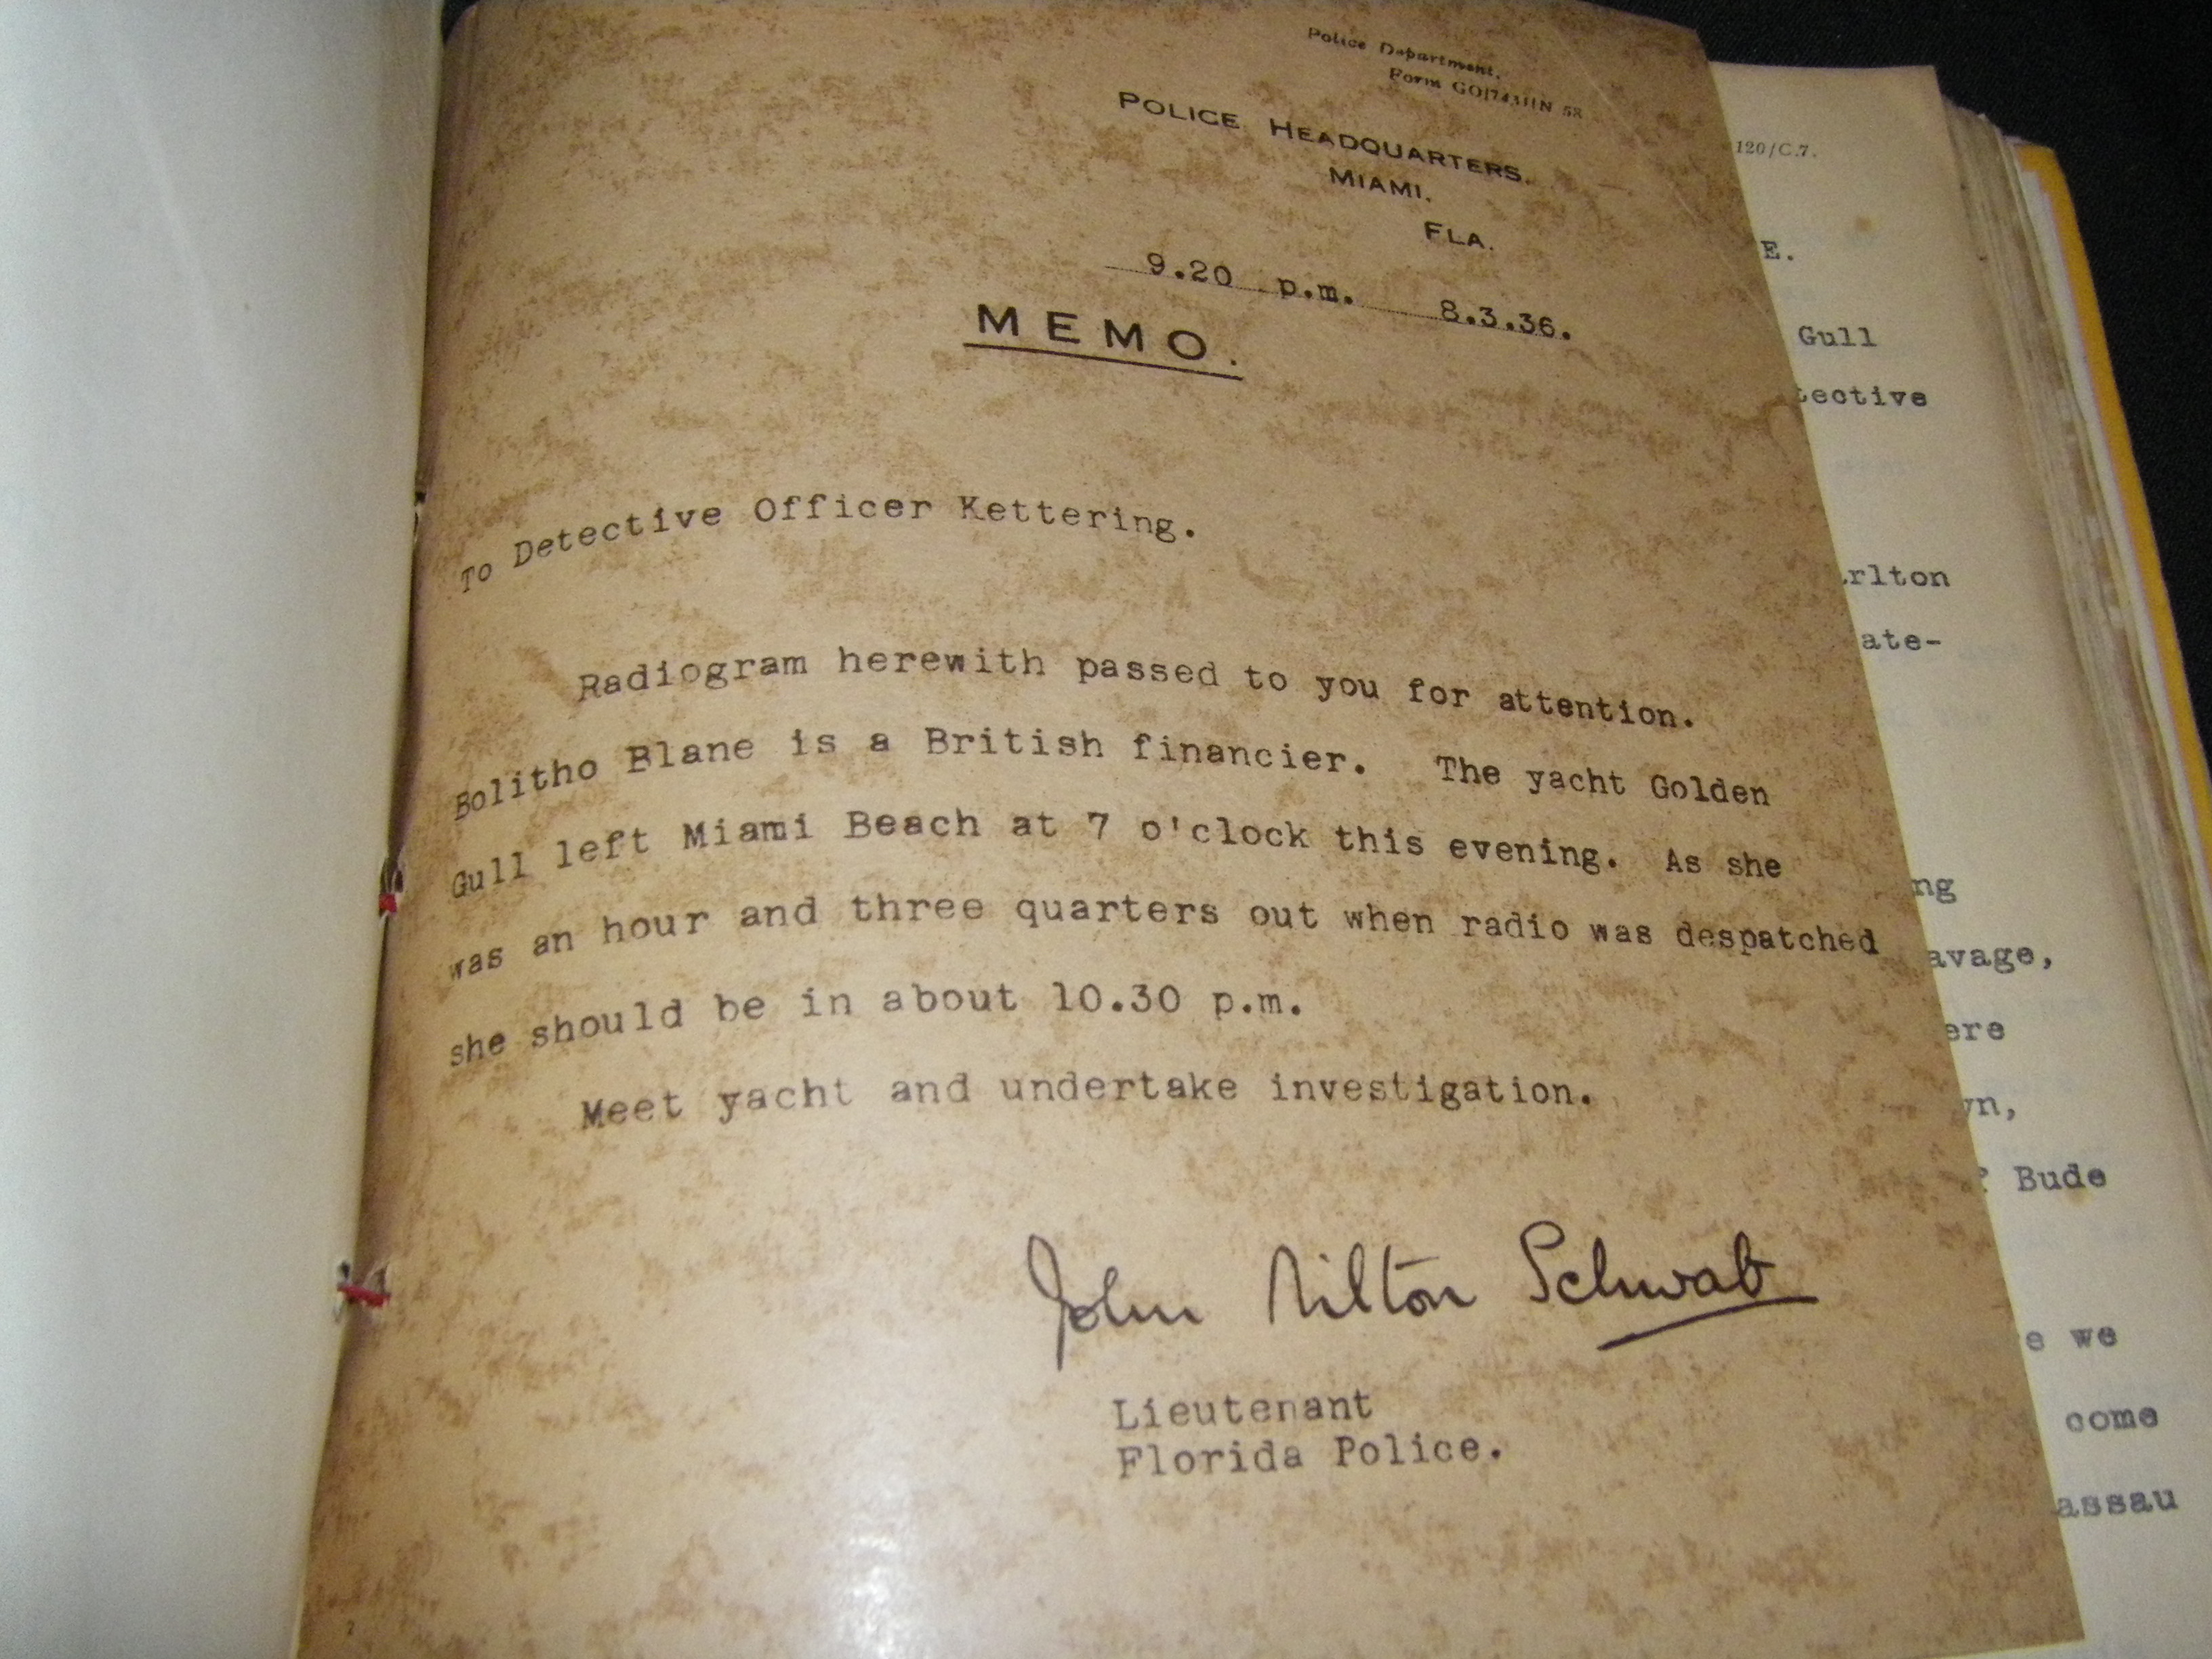 Police Department.
POLICE HEADQUARTERS.
MIAMI.
FLA.
9.20 p.m. 8.3.36.
MEMO.
To Detective Officer Kettering.
Radiogram herewith passed to you for attention.
Bolitho Blane is a British financier. The yacht Golden
Gull left Miami Beach at 7 o'clock this evening. As she
was an hour and three quarters out when radio was despatched
she should be in about 10.30 p.m.
Meet yacht and undertake investigation.
John Milton Schwab
Lieutenant
Florida Police.
120/C.7.
E.
Gull
tective
rlton
ate-
ng
avage,
ere
wn,
? Bude
e we
come
assau